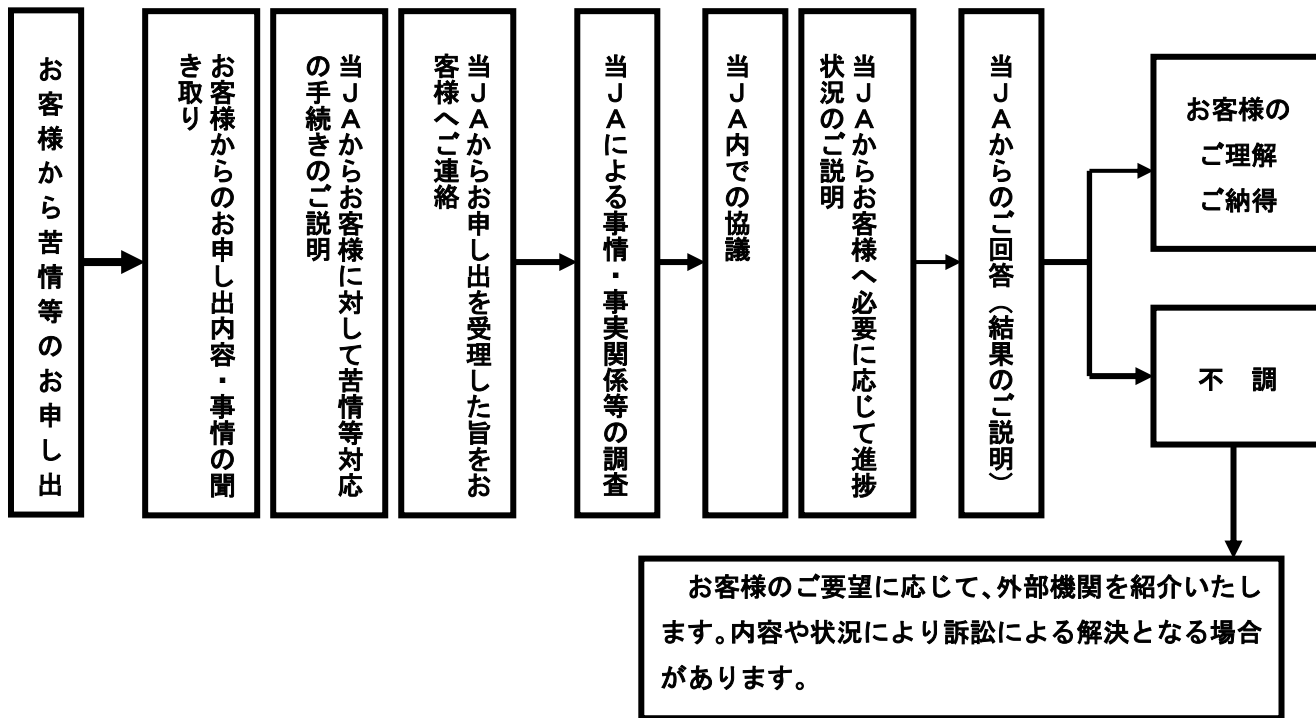 お客様から苦情等のお申し出
お客様からのお申し出内容・事情の聞
き取り
当ＪＡからお客様に対して苦情等対応
の手続きのご説明
当ＪＡからお申し出を受理した旨をお
客様へご連絡
当ＪＡによる事情・事実関係等の調査
当ＪＡ内での協議
当ＪＡからお客様へ必要に応じて進捗
状況のご説明
当ＪＡからのご回答（結果のご説明）
お客様の
ご理解
ご納得
不　調
お客様のご要望に応じて、外部機関を紹介いたし
ます。内容や状況により訴訟による解決となる場合
があります。